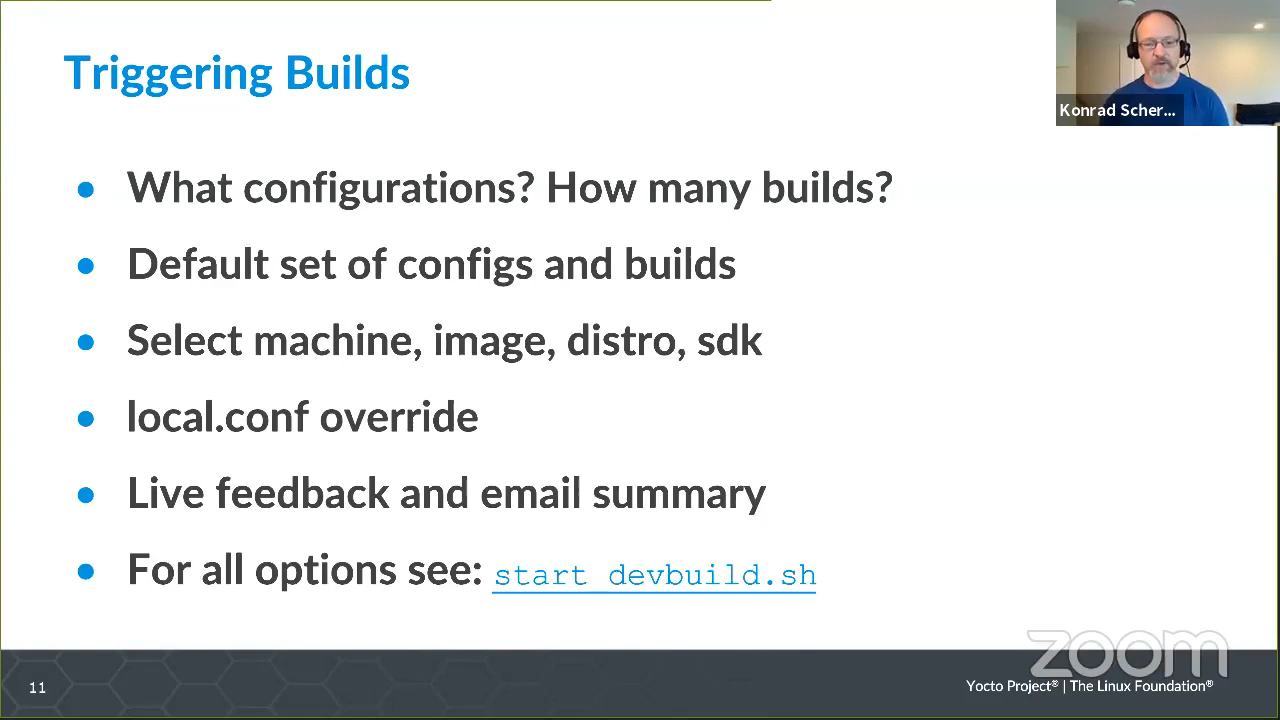 Triggering Builds
Konrad Scher...
What configurations? How many builds?
Default set of configs and builds
Select machine, image, distro, sdk
local.conf override
Live feedback and email summary
For all options see: start_devbuild.sh
zoom
11
Yocto Project® | The Linux Foundation®